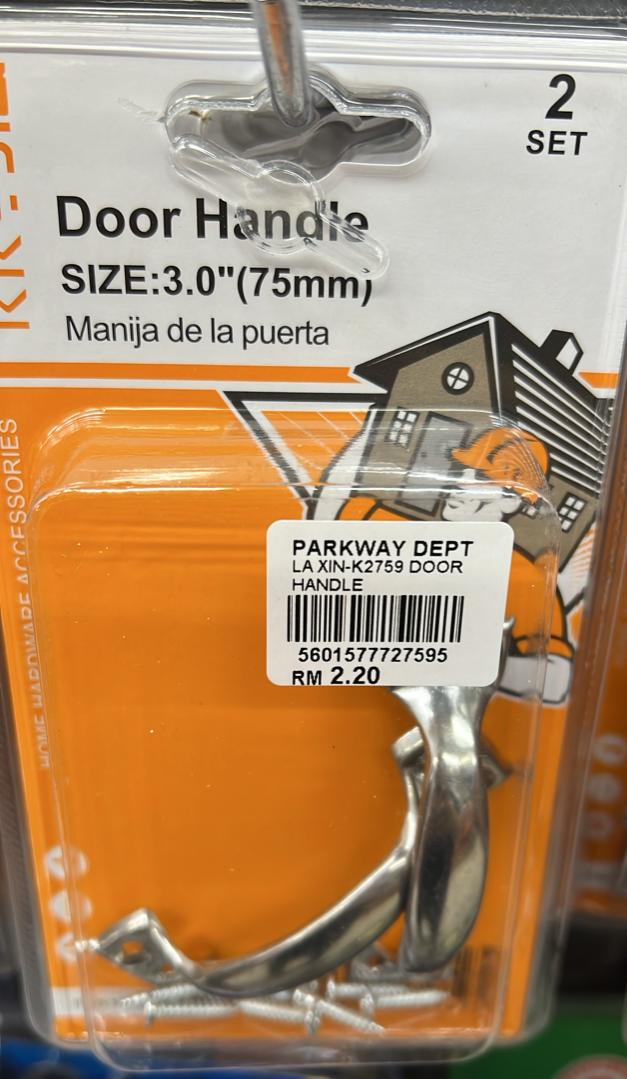 2
SET
Door Handle
SIZE:3.0"(75mm)
Manija de la puerta
HOME HARDWARE ACCESSORIES
PARKWAY DEPT
LA XIN-K2759 DOOR
HANDLE
5601577727595
RM 2.20